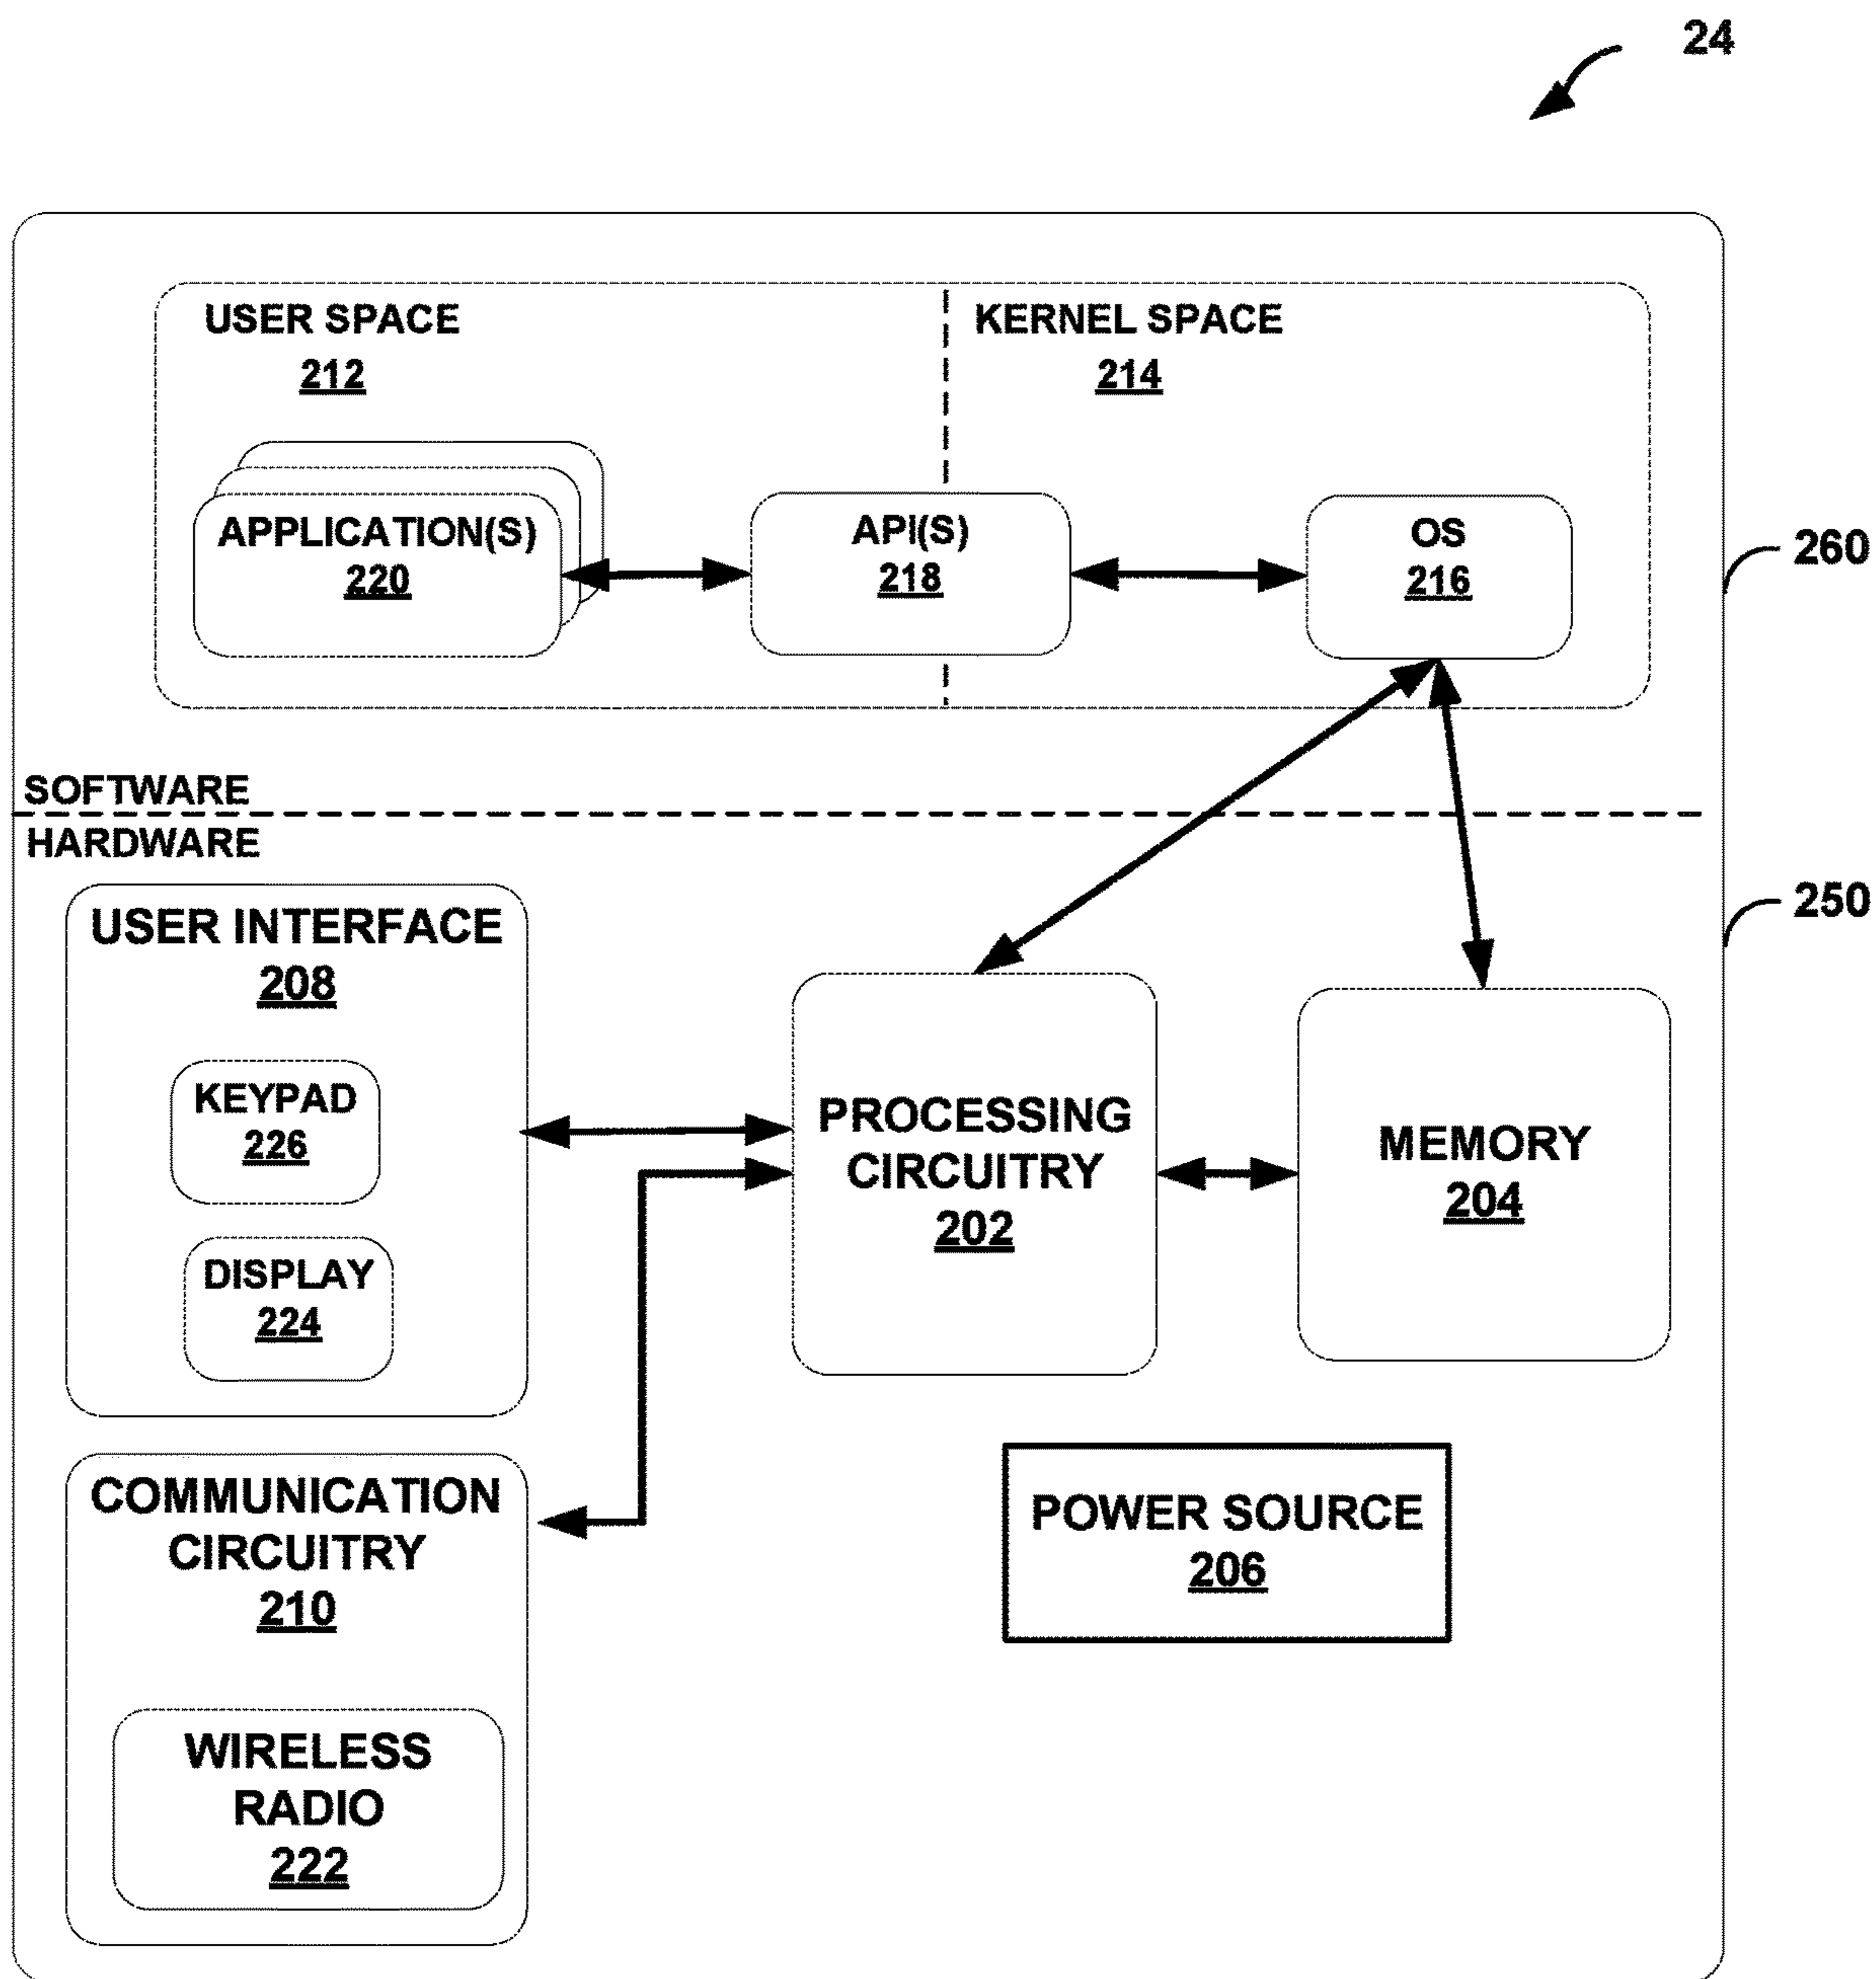 24
USER SPACE
212
KERNEL SPACE
214
APPLICATION(S)
220
API(S)
218
OS
216
260
SOFTWARE
HARDWARE
250
USER INTERFACE
208
KEYPAD
226
DISPLAY
224
PROCESSING
CIRCUITRY
202
MEMORY
204
COMMUNICATION
CIRCUITRY
210
WIRELESS
RADIO
222
POWER SOURCE
206